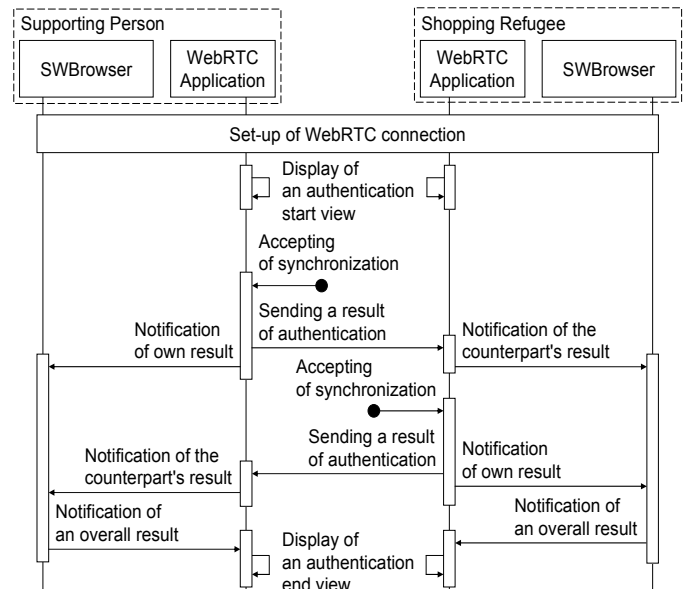 Supporting Person
Shopping Refugee
SWBrowser
WebRTC
Application
WebRTC
Application
SWBrowser
Set-up of WebRTC connection
Display of
an authentication
start view
Accepting
of synchronization
Sending a result
of authentication
Notification
of own result
Notification of the
counterpart's result
Accepting
of synchronization
Sending a result
of authentication
Notification of the
counterpart's result
Notification
of own result
Notification of
an overall result
Notification of
an overall result
Display of
an authentication
end view